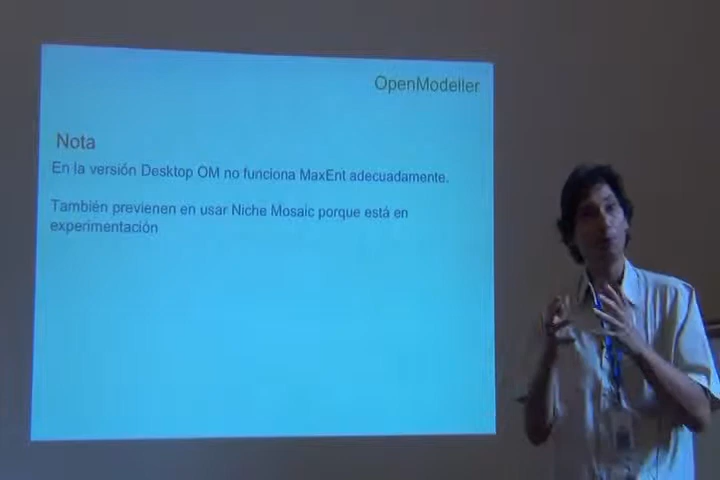 OpenModeller
Nota
En la versión Desktop OM no funciona MaxEnt adecuadamente.
También previenen en usar Niche Mosaic porque está en
experimentación